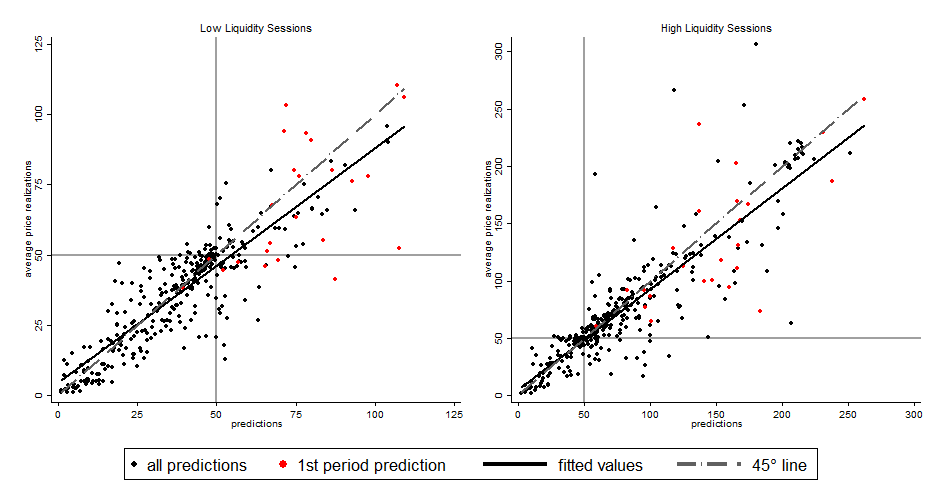 Low Liquidity Sessions
High Liquidity Sessions
average price realizations
0
25
50
75
100
125
0
25
50
75
100
125
predictions
average price realizations
0
50
100
150
200
250
300
0
50
100
150
200
250
300
predictions
all predictions
1st period prediction
fitted values
45° line